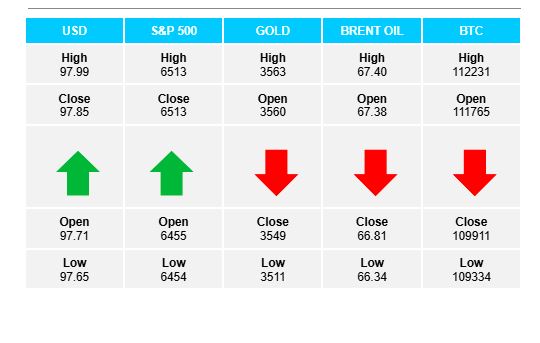 USD S&P 500 GOLD BRENT OIL BTC
High High High High High
97.99 6513 3563 67.40 112231
Close Close Open Open Open
97.85 6513 3560 67.38 111765
Open Open Close Close Close
97.71 6455 3549 66.81 109911
Low Low Low Low Low
97.65 6454 3511 66.34 109334